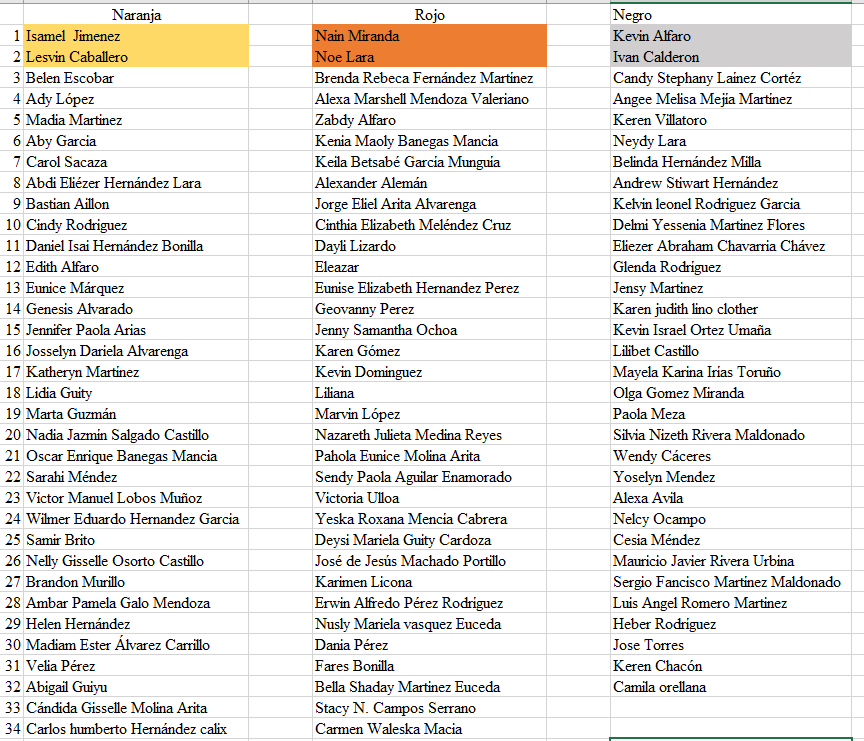 Naranja Rojo Negro
1 Isamel Jimenez Nain Miranda Kevin Alfaro
2 Lesvin Caballero Noe Lara Ivan Calderon
3 Belen Escobar Brenda Rebeca Fernández Martinez Candy Stephany Lainez Cortéz
4 Ady López Alexa Marshell Mendoza Valeriano Angee Melisa Mejia Martinez
5 Madia Martinez Zabdy Alfaro Keren Villatoro
6 Aby Garcia Kenia Maoly Banegas Mancia Neydy Lara
7 Carol Sacaza Keila Betsabé Garcia Munguia Belinda Hernández Milla
8 Abdi Eliézer Hernández Lara Alexander Alemán Andrew Stiwart Hernández
9 Bastian Aillon Jorge Eliel Arita Alvarenga Kelvin leonel Rodriguez Garcia
10 Cindy Rodriguez Cinthia Elizabeth Meléndez Cruz Delmi Yessenia Martinez Flores
11 Daniel Isai Hernández Bonilla Dayli Lizardo Eliezer Abraham Chavarria Chávez
12 Edith Alfaro Eleazar Glenda Rodríguez
13 Eunice Márquez Eunise Elizabeth Hernandez Perez Jensy Martinez
14 Genesis Alvarado Geovanny Perez Karen judith lino clother
15 Jennifer Paola Arias Jenny Samantha Ochoa Kevin Israel Ortez Umaña
16 Josselyn Dariela Alvarenga Karen Gómez Lilibet Castillo
17 Katheryn Martinez Kevin Dominguez Mayela Karina Irías Toruño
18 Lidia Guity Liliana Olga Gomez Miranda
19 Marta Guzmán Marvin López Paola Meza
20 Nadia Jazmin Salgado Castillo Nazareth Julieta Medina Reyes Silvia Nizeth Rivera Maldonado
21 Oscar Enrique Banegas Mancia Pahola Eunice Molina Arita Wendy Cáceres
22 Sarahi Méndez Sendy Paola Aguilar Enamorado Yoselyn Mendez
23 Victor Manuel Lobos Muñoz Victoria Ulloa Alexa Avila
24 Wilmer Eduardo Hernandez Garcia Yeska Roxana Mencia Cabrera Nelcy Ocampo
25 Samir Brito Deysi Mariela Guity Cardoza Cesia Méndez
26 Nelly Gisselle Osorto Castillo José de Jesús Machado Portillo Mauricio Javier Rivera Urbina
27 Brandon Murillo Karimen Licona Sergio Fancisco Martínez Maldonado
28 Ambar Pamela Galo Mendoza Erwin Alfredo Pérez Rodríguez Luis Angel Romero Martinez
29 Helen Hernández Nusly Mariela vasquez Euceda Heber Rodríguez
30 Madiam Ester Álvarez Carrillo Dania Pérez Jose Torres
31 Velia Pérez Fares Bonilla Keren Chacón
32 Abigail Guiyu Bella Shaday Martinez Euceda Camila orellana
33 Cándida Gisselle Molina Arita Stacy N. Campos Serrano
34 Carlos humberto Hernández calix Carmen Waleska Macia